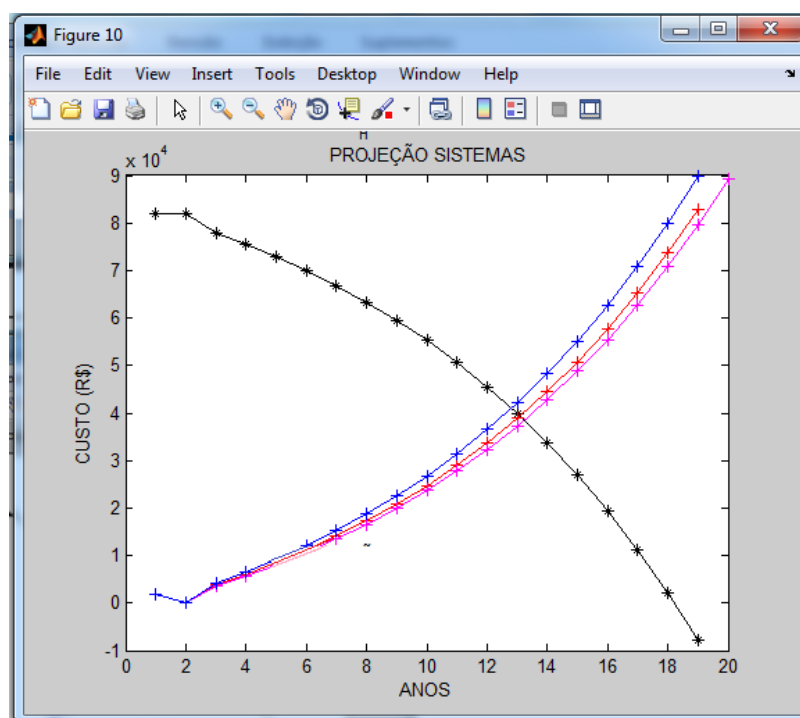 Figure 10
File Edit View Insert Tools Desktop Window Help
x 10^4
PROJEÇÃO SISTEMAS
9
8
7
6
5
4
3
2
1
0
-1
CUSTO (R$)
~
0 2 4 6 8 10 12 14 16 18 20
ANOS